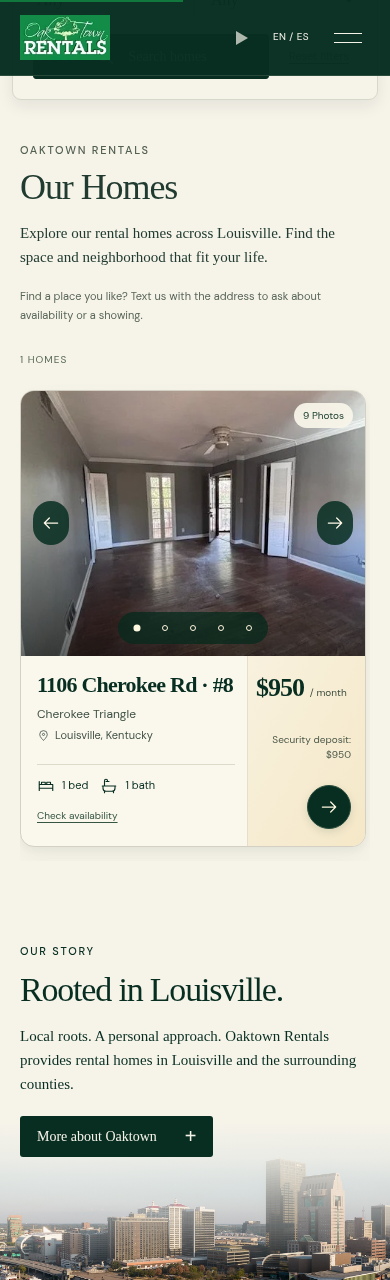 Oak Town
RENTALS
EN / ES
OAKTOWN RENTALS
Our Homes
Explore our rental homes across Louisville. Find the
space and neighborhood that fit your life.
Find a place you like? Text us with the address to ask about
availability or a showing.
1 HOMES
9 Photos
1106 Cherokee Rd · #8
$950 / month
Cherokee Triangle
Louisville, Kentucky
Security deposit:
$950
1 bed
1 bath
Check availability
OUR STORY
Rooted in Louisville.
Local roots. A personal approach. Oaktown Rentals
provides rental homes in Louisville and the surrounding
counties.
More about Oaktown +